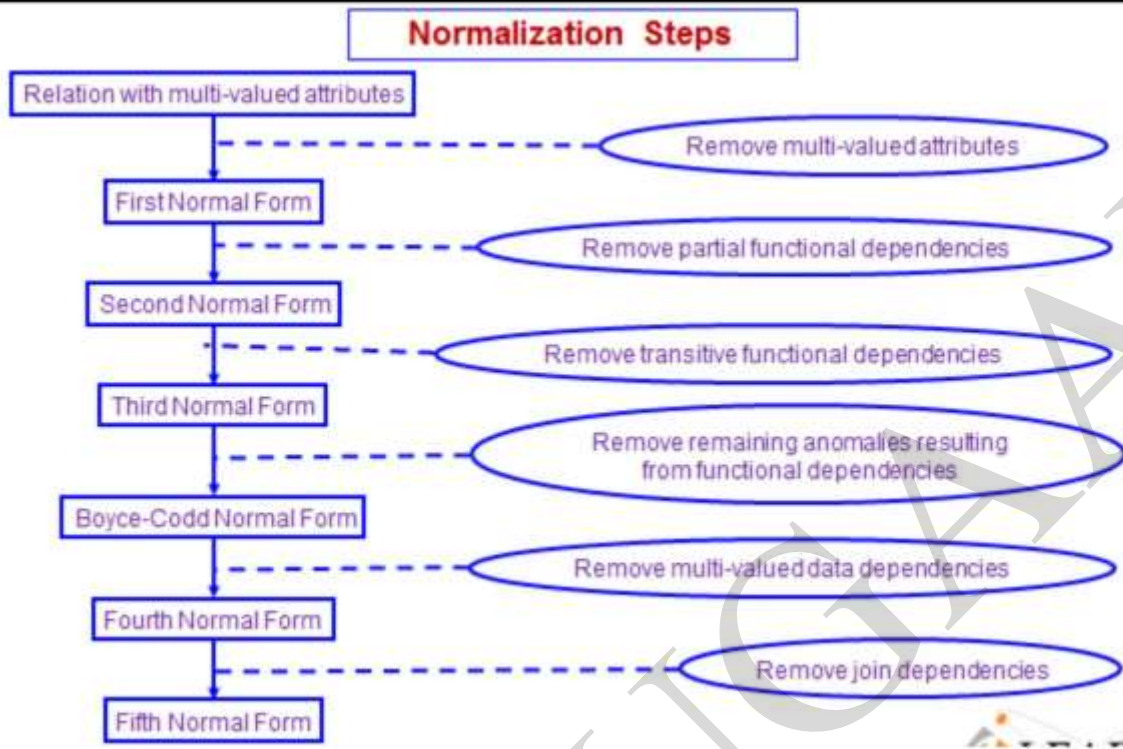 Normalization Steps
Relation with multi-valued attributes
Remove multi-valued attributes
First Normal Form
Remove partial functional dependencies
Second Normal Form
Remove transitive functional dependencies
Third Normal Form
Remove remaining anomalies resulting
from functional dependencies
Boyce-Codd Normal Form
Remove multi-valued data dependencies
Fourth Normal Form
Remove join dependencies
Fifth Normal Form